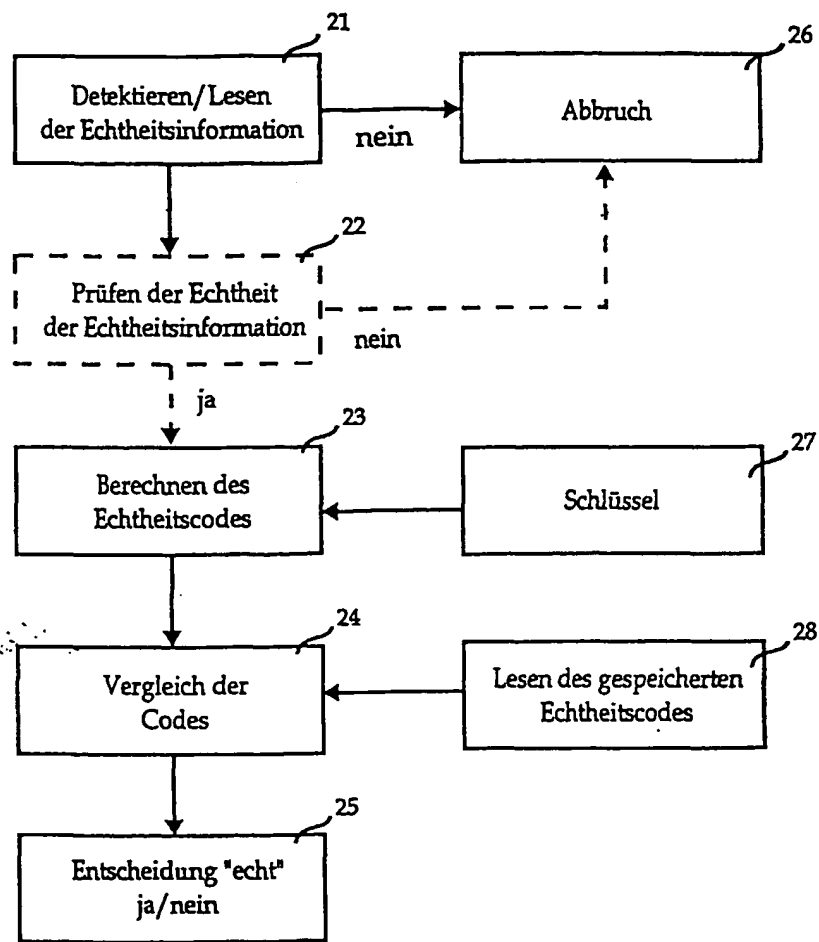 21
Detektieren/Lesen
der Echtheitsinformation
nein
26
Abbruch
22
Prüfen der Echtheit
der Echtheitsinformation
nein
ja
23
Berechnen des
Echtheitscodes
27
Schlüssel
24
Vergleich der
Codes
28
Lesen des gespeicherten
Echtheitscodes
25
Entscheidung "echt"
ja/nein